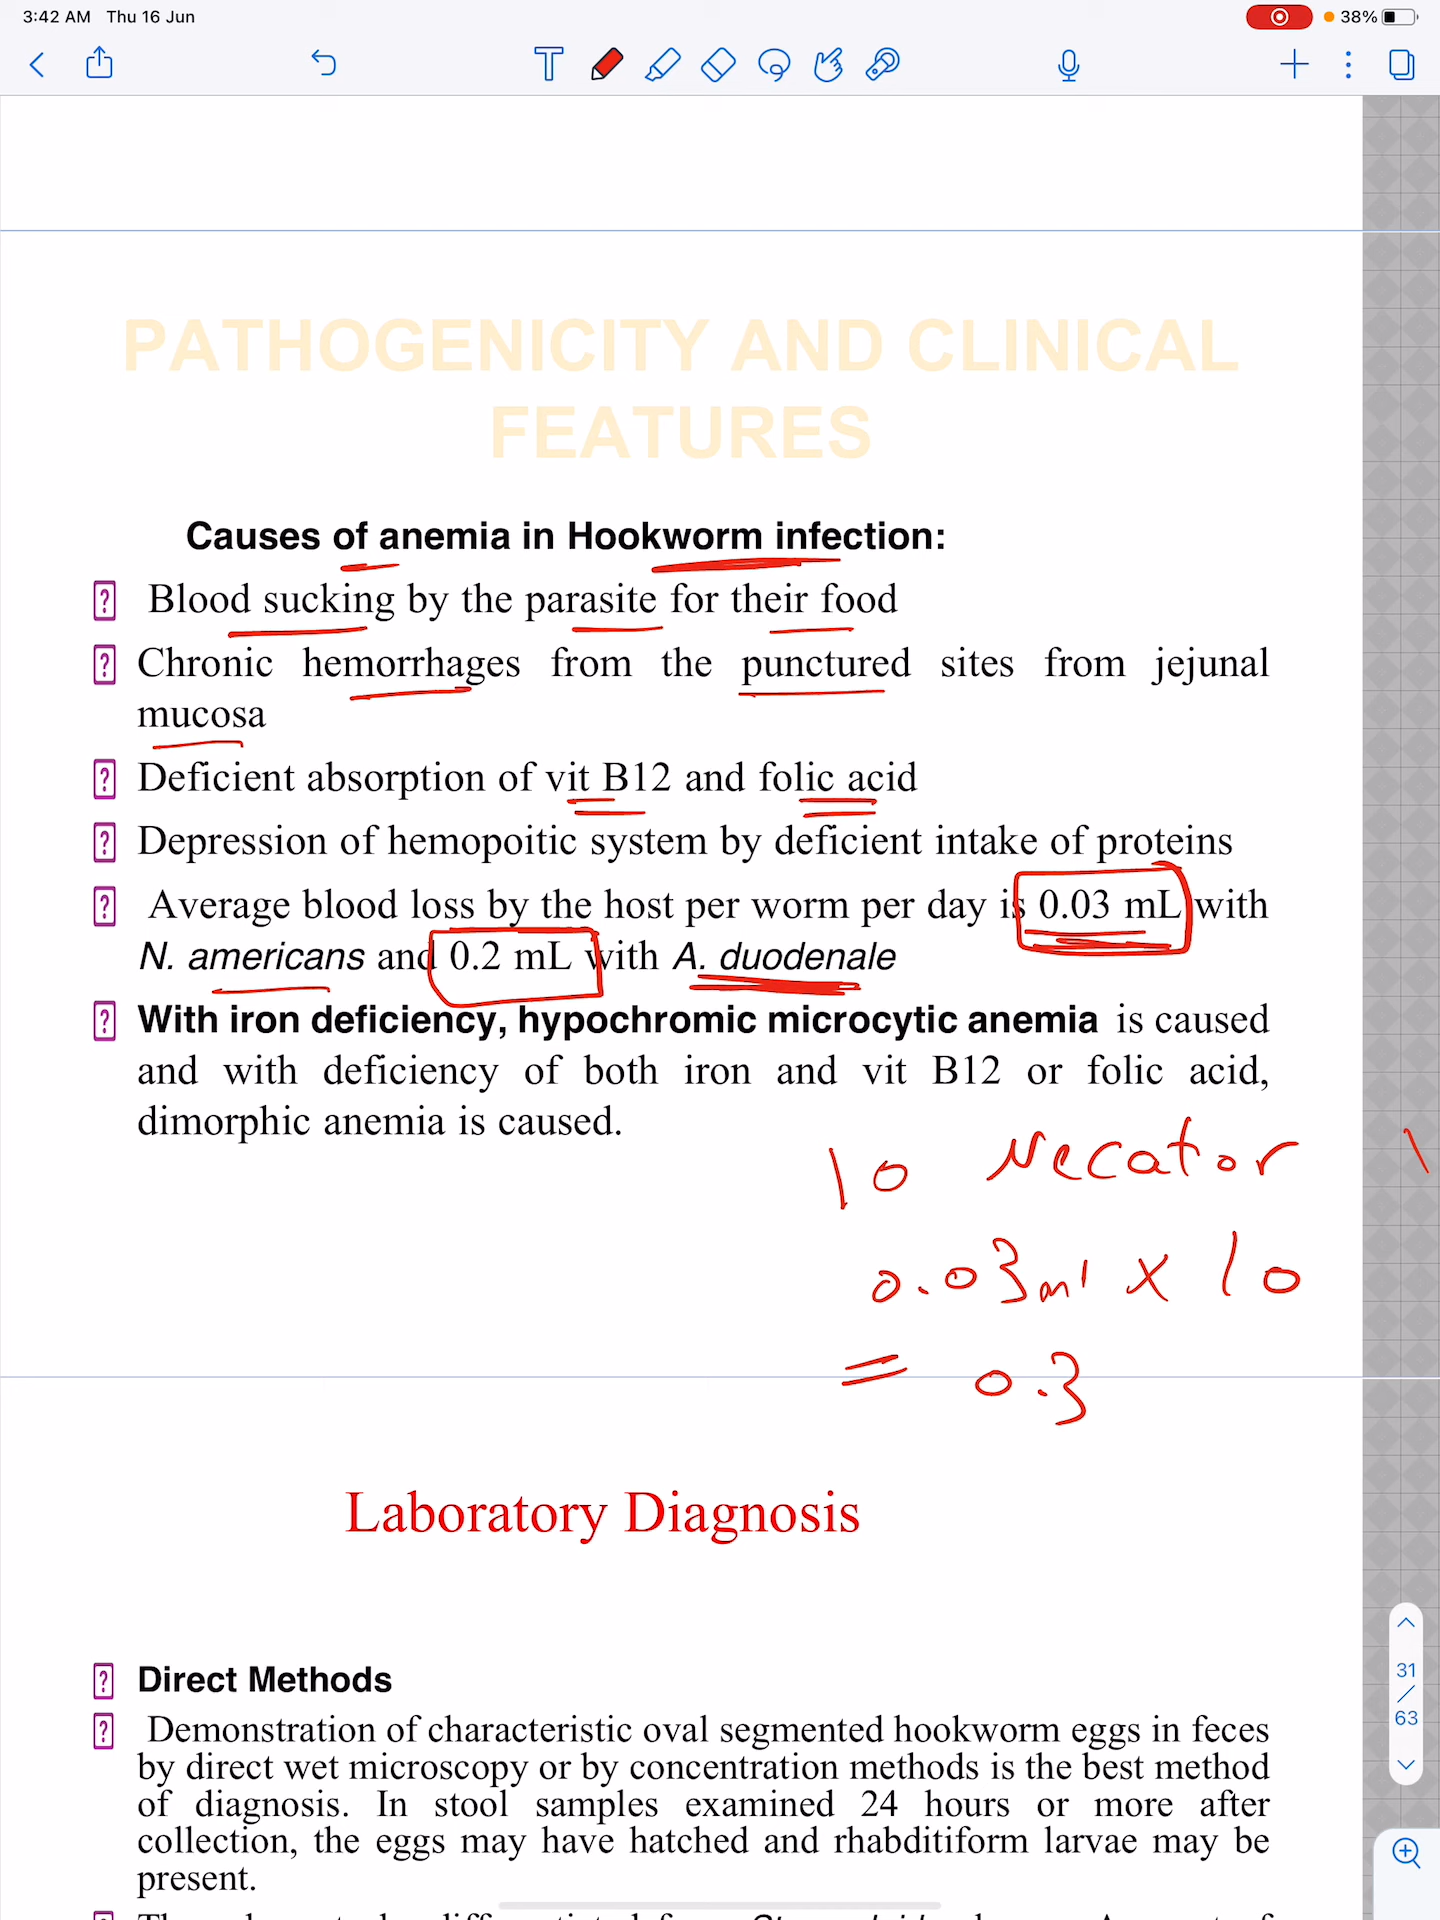 3:42 AM Thu 16 Jun
38%
PATHOGENICITY AND CLINICAL
FEATURES
Causes of anemia in Hookworm infection:
Blood sucking by the parasite for their food
Chronic hemorrhages from the punctured sites from jejunal
mucosa
Deficient absorption of vit B12 and folic acid
Depression of hemopoitic system by deficient intake of proteins
Average blood loss by the host per worm per day is 0.03 mL with
N. americans and 0.2 mL with A. duodenale
With iron deficiency, hypochromic microcytic anemia is caused
and with deficiency of both iron and vit B12 or folic acid,
dimorphic anemia is caused.
10 Necator
0.03ml x 10
= 0.3
Laboratory Diagnosis
31
/
63
Direct Methods
Demonstration of characteristic oval segmented hookworm eggs in feces
by direct wet microscopy or by concentration methods is the best method
of diagnosis. In stool samples examined 24 hours or more after
collection, the eggs may have hatched and rhabditiform larvae may be
present.